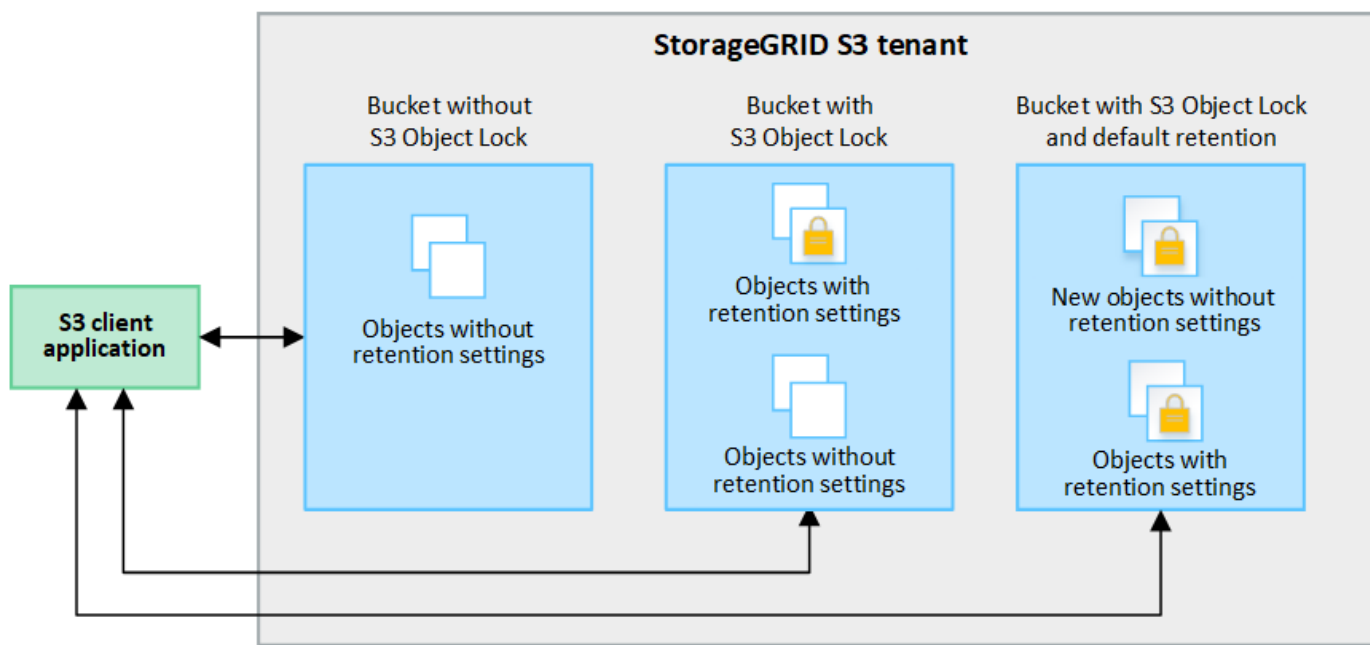 StorageGRID S3 tenant
Bucket without
S3 Object Lock
Bucket with
S3 Object Lock
Bucket with S3 Object Lock
and default retention
Objects without
retention settings
Objects with
retention settings
Objects without
retention settings
New objects without
retention settings
Objects with
retention settings
S3 client
application